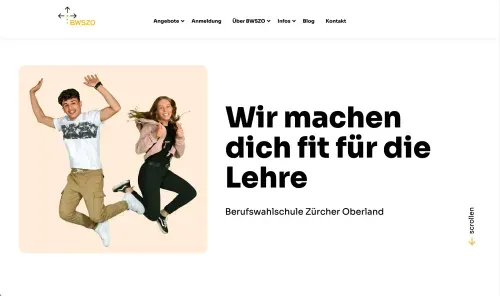 BWSZO
Angebote Anmeldung Über BWSZO Infos Blog Kontakt
Wir machen
dich fit für die
Lehre
Berufswahlschule Zürcher Oberland
scrollen